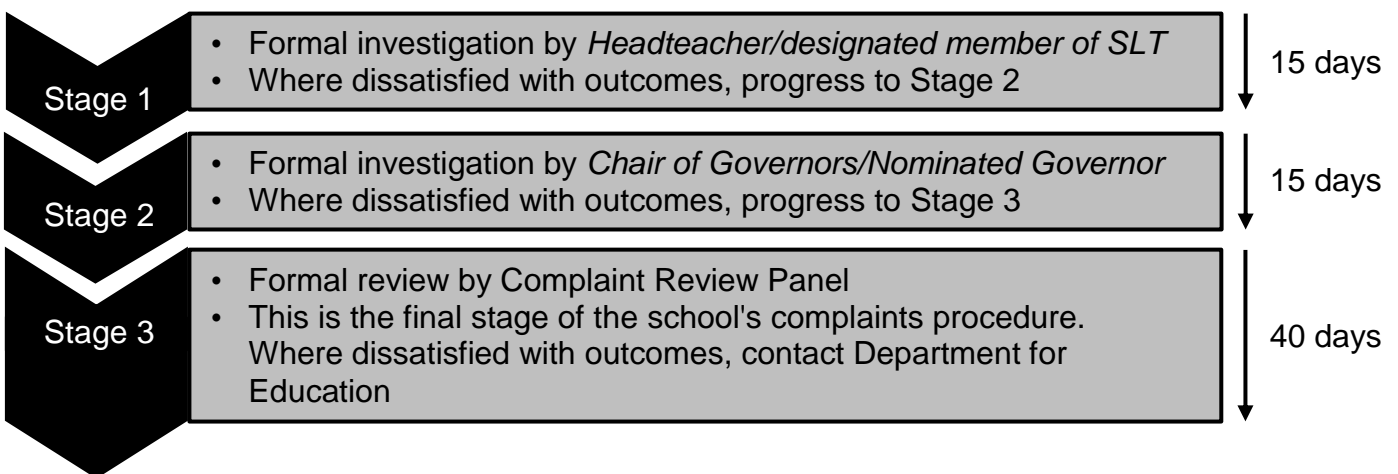 Stage 1
• Formal investigation by Headteacher/designated member of SLT
• Where dissatisfied with outcomes, progress to Stage 2
15 days
Stage 2
• Formal investigation by Chair of Governors/Nominated Governor
• Where dissatisfied with outcomes, progress to Stage 3
15 days
Stage 3
• Formal review by Complaint Review Panel
• This is the final stage of the school's complaints procedure.
Where dissatisfied with outcomes, contact Department for
Education
40 days